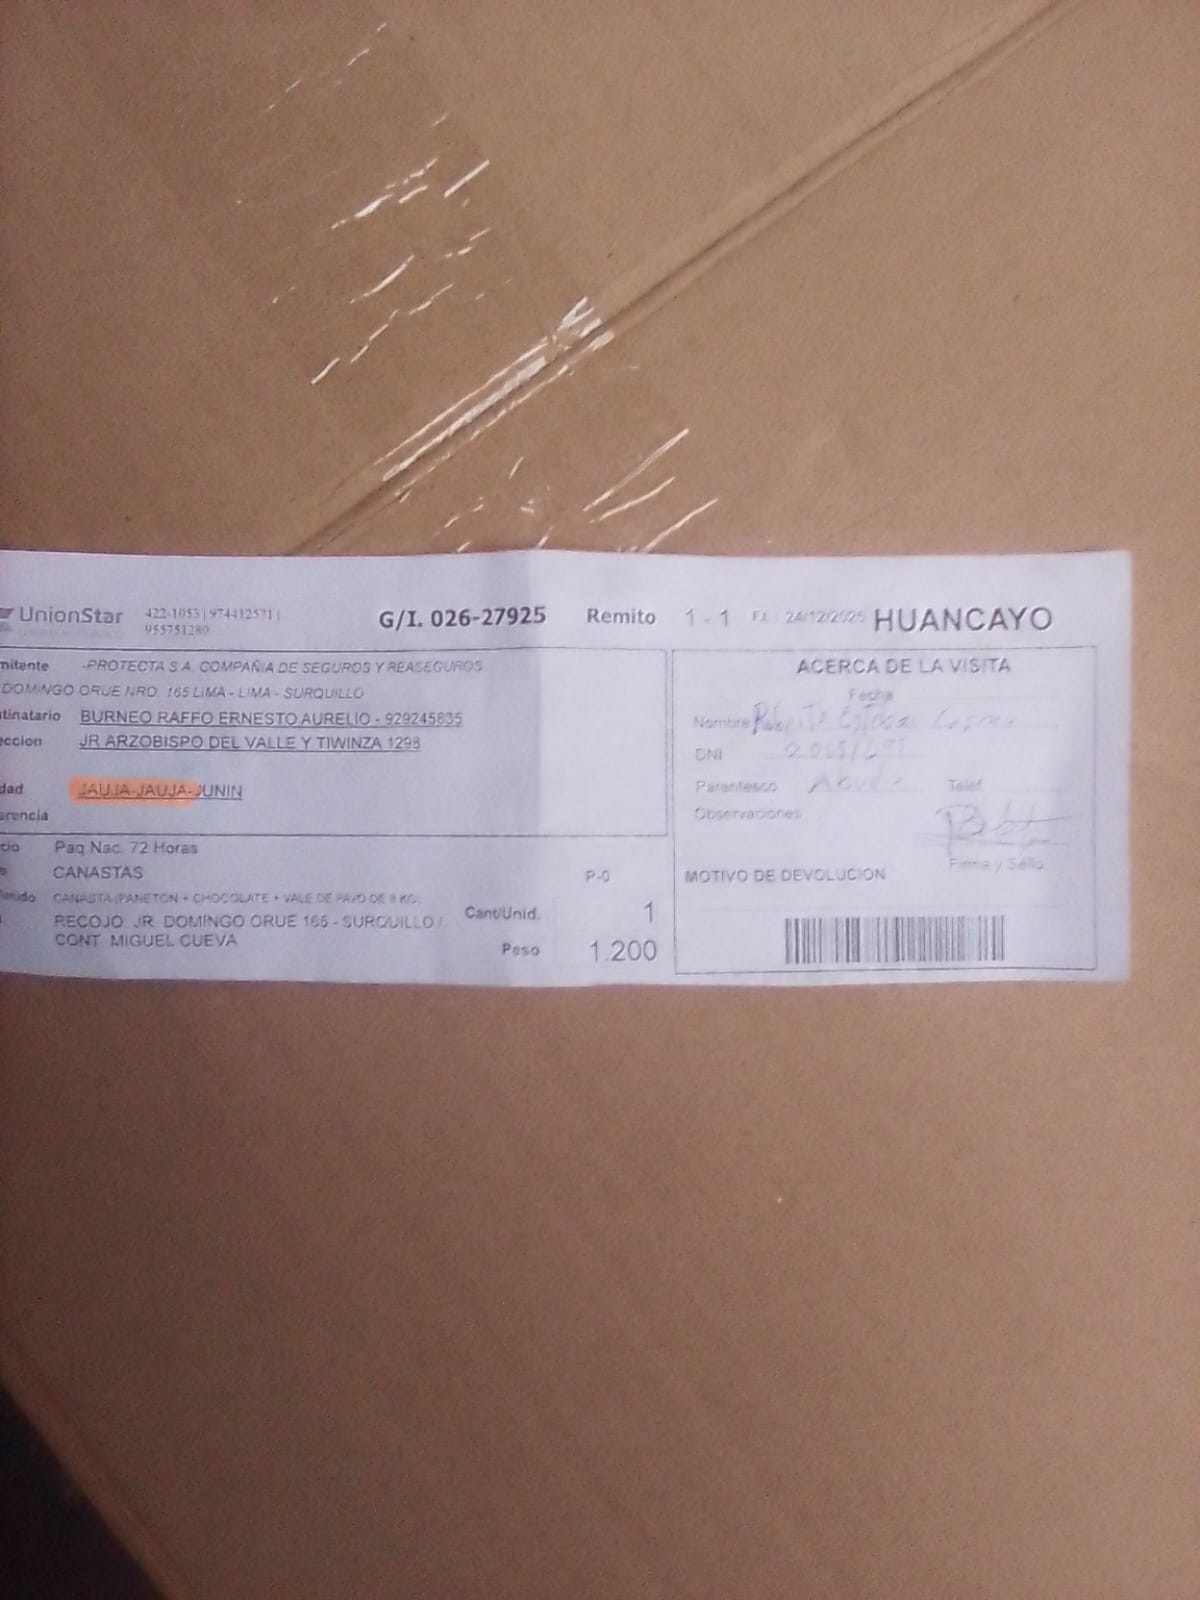 UnionStar 422-1053 | 974412571 | G/I. 026-27925 Remito 1 - 1 F.I.: 24/12/2025 HUANCAYO
955751280
mitente -PROTECTA S.A. COMPAÑIA DE SEGUROS Y REASEGUROS
DOMINGO ORUE NRO. 165 LIMA - LIMA - SURQUILLO
tinatario BURNEO RAFFO ERNESTO AURELIO - 929245835
eccion JR ARZOBISPO DEL VALLE Y TIWINZA 1298
dad JAUJA-JAUJA-JUNIN
erencia
cio Paq Nac. 72 Horas
CANASTAS P-0
CANASTA (PANETON + CHOCOLATE + VALE DE PAVO DE 8 KG.
RECOJO JR. DOMINGO ORUE 165 - SURQUILLO / Cant/Unid. 1
CONT MIGUEL CUEVA Peso 1.200
ACERCA DE LA VISITA
Fecha
Nombre
DNI
Parentesco Telef
Observaciones
Firma y Sello
MOTIVO DE DEVOLUCION